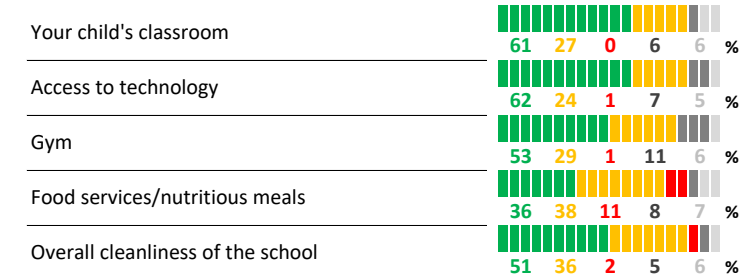 Your child's classroom
61 27 0 6 6 %
Access to technology
62 24 1 7 5 %
Gym
53 29 1 11 6 %
Food services/nutritious meals
36 38 11 8 7 %
Overall cleanliness of the school
51 36 2 5 6 %